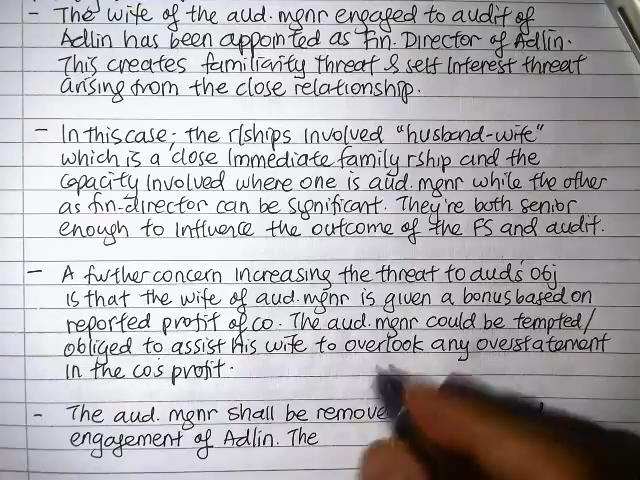 - The wife of the aud. mgnr engaged to audit of
Adlin has been appointed as Fin. Director of Adlin.
This creates familiarity threat & self interest threat
arising from the close relationship.
- In this case, the r/ships involved "husband-wife"
which is a close immediate family rship and the
capacity involved where one is aud. mgnr while the other
as fin-director can be significant. They're both senior
enough to influence the outcome of the FS and audit.
- A further concern increasing the threat to auds' obj
is that the wife of aud. mgnr is given a bonus based on
reported profit of co. The aud. mgnr could be tempted/
obliged to assist his wife to overlook any overstatement
in the co's profit.
- The aud. mgnr shall be remove
engagement of Adlin. The